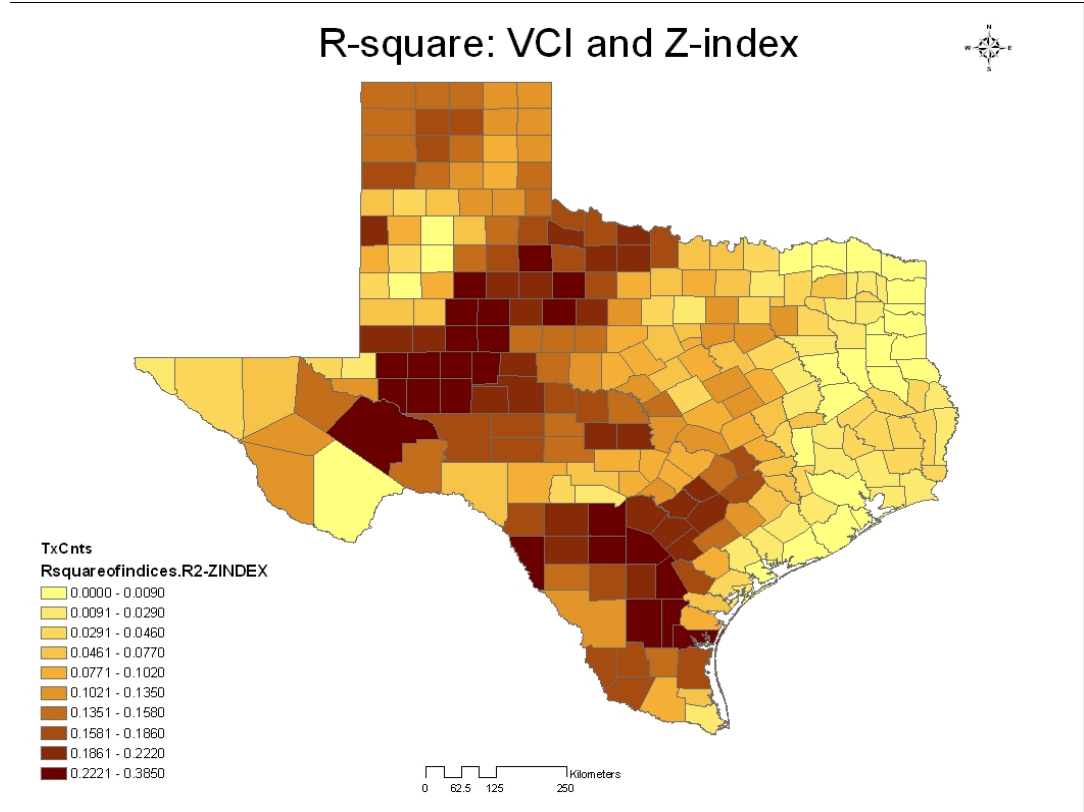 R-square: VCI and Z-index
N
W E
S
TxCnts
Rsquareofindices.R2-ZINDEX
0.0000 - 0.0090
0.0091 - 0.0290
0.0291 - 0.0460
0.0461 - 0.0770
0.0771 - 0.1020
0.1021 - 0.1350
0.1351 - 0.1580
0.1581 - 0.1860
0.1861 - 0.2220
0.2221 - 0.3850
Kilometers
0 62.5 125 250